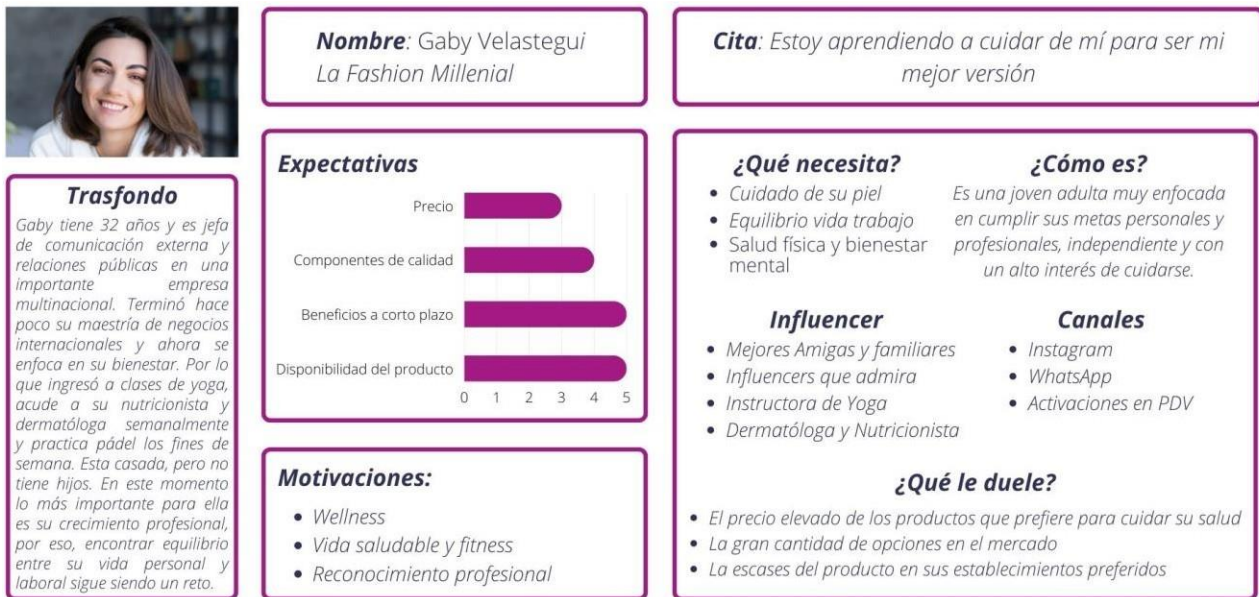 Nombre: Gaby Velastegui
La Fashion Millenial
Cita: Estoy aprendiendo a cuidar de mí para ser mi
mejor versión
Trasfondo
Gaby tiene 32 años y es jefa
de comunicación externa y
relaciones públicas en una
importante empresa
multinacional. Terminó hace
poco su maestría de negocios
internacionales y ahora se
enfoca en su bienestar. Por lo
que ingresó a clases de yoga,
acude a su nutricionista y
dermatóloga semanalmente
y practica pádel los fines de
semana. Esta casada, pero no
tiene hijos. En este momento
lo más importante para ella
es su crecimiento profesional,
por eso, encontrar equilibrio
entre su vida personal y
laboral sigue siendo un reto.
Expectativas
Precio
Componentes de calidad
Beneficios a corto plazo
Disponibilidad del producto
0 1 2 3 4 5
Motivaciones:
• Wellness
• Vida saludable y fitness
• Reconocimiento profesional
¿Qué necesita?
• Cuidado de su piel
• Equilibrio vida trabajo
• Salud física y bienestar
mental
¿Cómo es?
Es una joven adulta muy enfocada
en cumplir sus metas personales y
profesionales, independiente y con
un alto interés de cuidarse.
Influencer
• Mejores Amigas y familiares
• Influencers que admira
• Instructora de Yoga
• Dermatóloga y Nutricionista
Canales
• Instagram
• WhatsApp
• Activaciones en PDV
¿Qué le duele?
• El precio elevado de los productos que prefiere para cuidar su salud
• La gran cantidad de opciones en el mercado
• La escases del producto en sus establecimientos preferidos